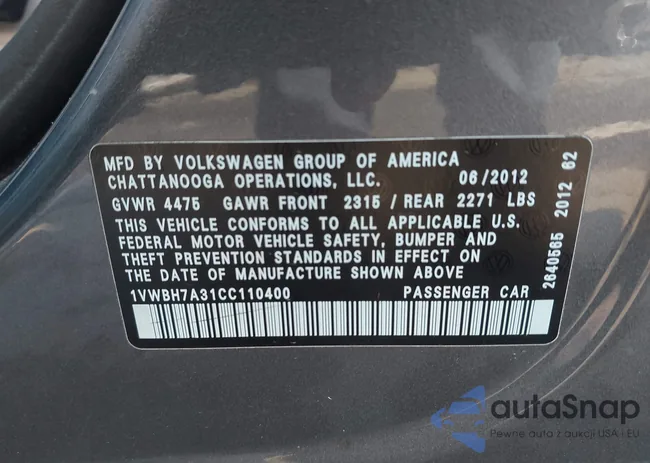 MFD BY VOLKSWAGEN GROUP OF AMERICA
CHATTANOOGA OPERATIONS, LLC. 06/2012
GVWR 4475 GAWR FRONT 2315 / REAR 2271 LBS
THIS VEHICLE CONFORMS TO ALL APPLICABLE U.S.
FEDERAL MOTOR VEHICLE SAFETY, BUMPER AND
THEFT PREVENTION STANDARDS IN EFFECT ON
THE DATE OF MANUFACTURE SHOWN ABOVE
1VWBH7A31CC110400 PASSENGER CAR
2640565 2012 62
autaSnap
Pewne auta z aukcji USA i EU